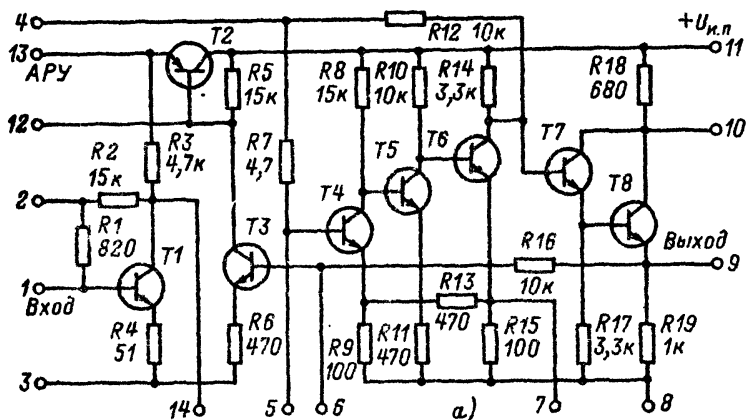 4
R12 10к
+Uи.п
13
АРУ
T2
11
R5
15к
R8
15к
R10
10к
R14
3,3к
R18
680
12
R3
4,7к
R7
4,7
T6
T7
10
R2
15к
T5
T4
T8
2
R1
820
T1
T3
R16
10к
Выход
9
1
Вход
R13
470
R4
51
R6
470
R9
100
R11
470
R15
100
R17
3,3к
R19
1к
3
14
5
6
а)
7
8